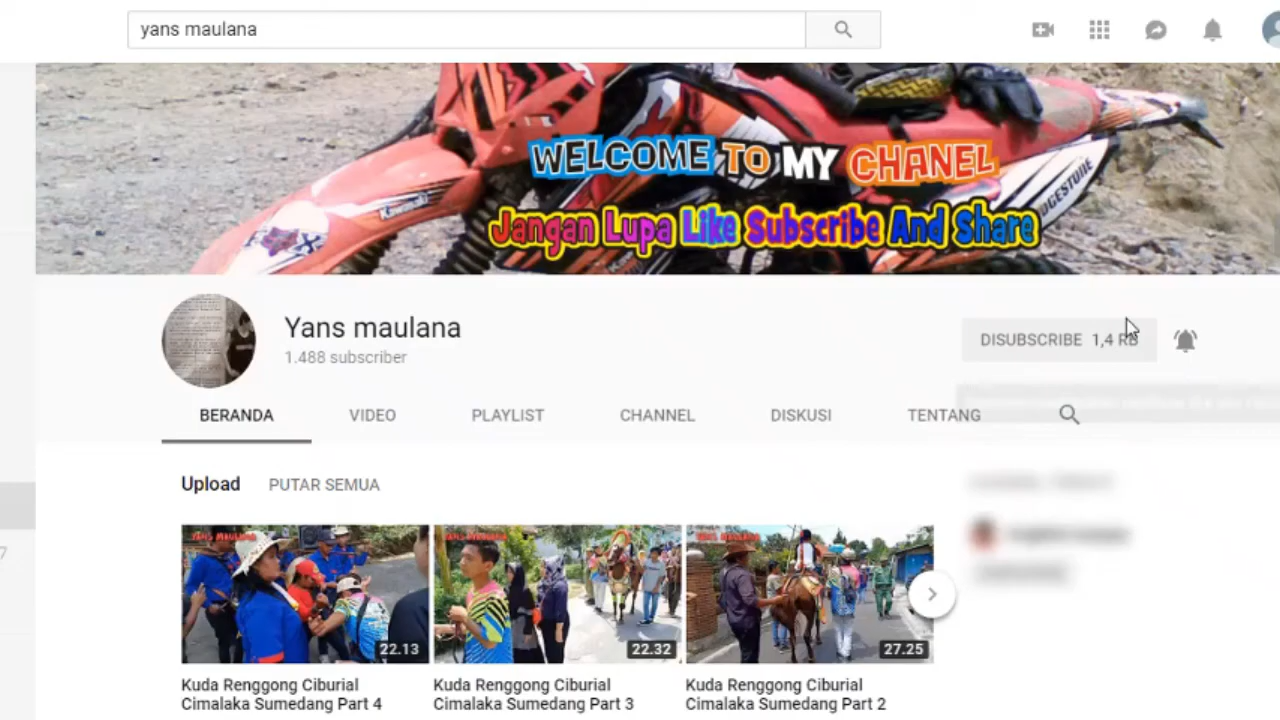 yans maulana
WELCOME TO MY CHANEL
Jangan Lupa Like Subscribe And Share
Kawasaki
Yans maulana
1.488 subscriber
DISUBSCRIBE 1,4 RB
BERANDA VIDEO PLAYLIST CHANNEL DISKUSI TENTANG
Upload PUTAR SEMUA
YANS MAULANA
22.13
22.32
27.25
Kuda Renggong Ciburial
Cimalaka Sumedang Part 4
Kuda Renggong Ciburial
Cimalaka Sumedang Part 3
Kuda Renggong Ciburial
Cimalaka Sumedang Part 2